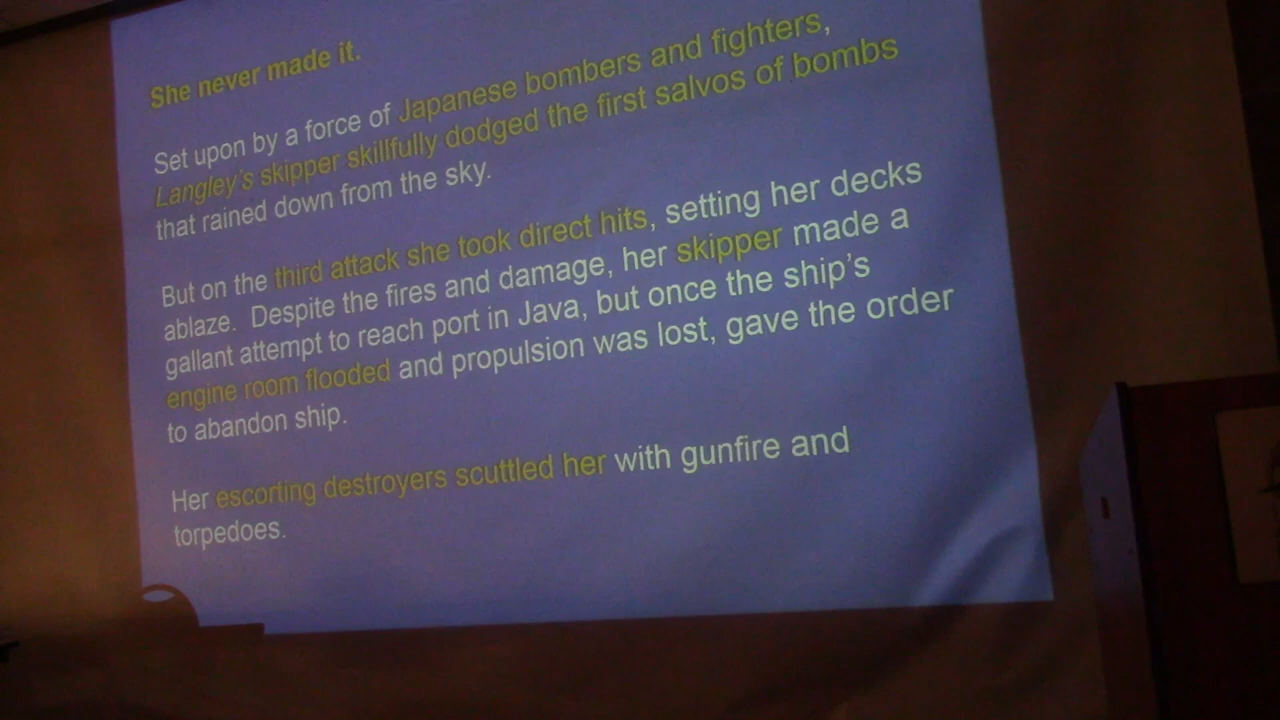 She never made it.
Set upon by a force of Japanese bombers and fighters,
Langley's skipper skillfully dodged the first salvos of bombs
that rained down from the sky.
But on the third attack she took direct hits, setting her decks
ablaze.  Despite the fires and damage, her skipper made a
gallant attempt to reach port in Java, but once the ship's
engine room flooded and propulsion was lost, gave the order
to abandon ship.
Her escorting destroyers scuttled her with gunfire and
torpedoes.